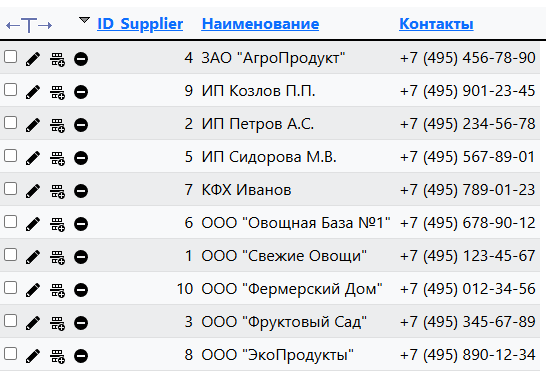 ←T→ ID_Supplier Наименование Контакты
4 ЗАО "АгроПродукт" +7 (495) 456-78-90
9 ИП Козлов П.П. +7 (495) 901-23-45
2 ИП Петров А.С. +7 (495) 234-56-78
5 ИП Сидорова М.В. +7 (495) 567-89-01
7 КФХ Иванов +7 (495) 789-01-23
6 ООО "Овощная База №1" +7 (495) 678-90-12
1 ООО "Свежие Овощи" +7 (495) 123-45-67
10 ООО "Фермерский Дом" +7 (495) 012-34-56
3 ООО "Фруктовый Сад" +7 (495) 345-67-89
8 ООО "ЭкоПродукты" +7 (495) 890-12-34